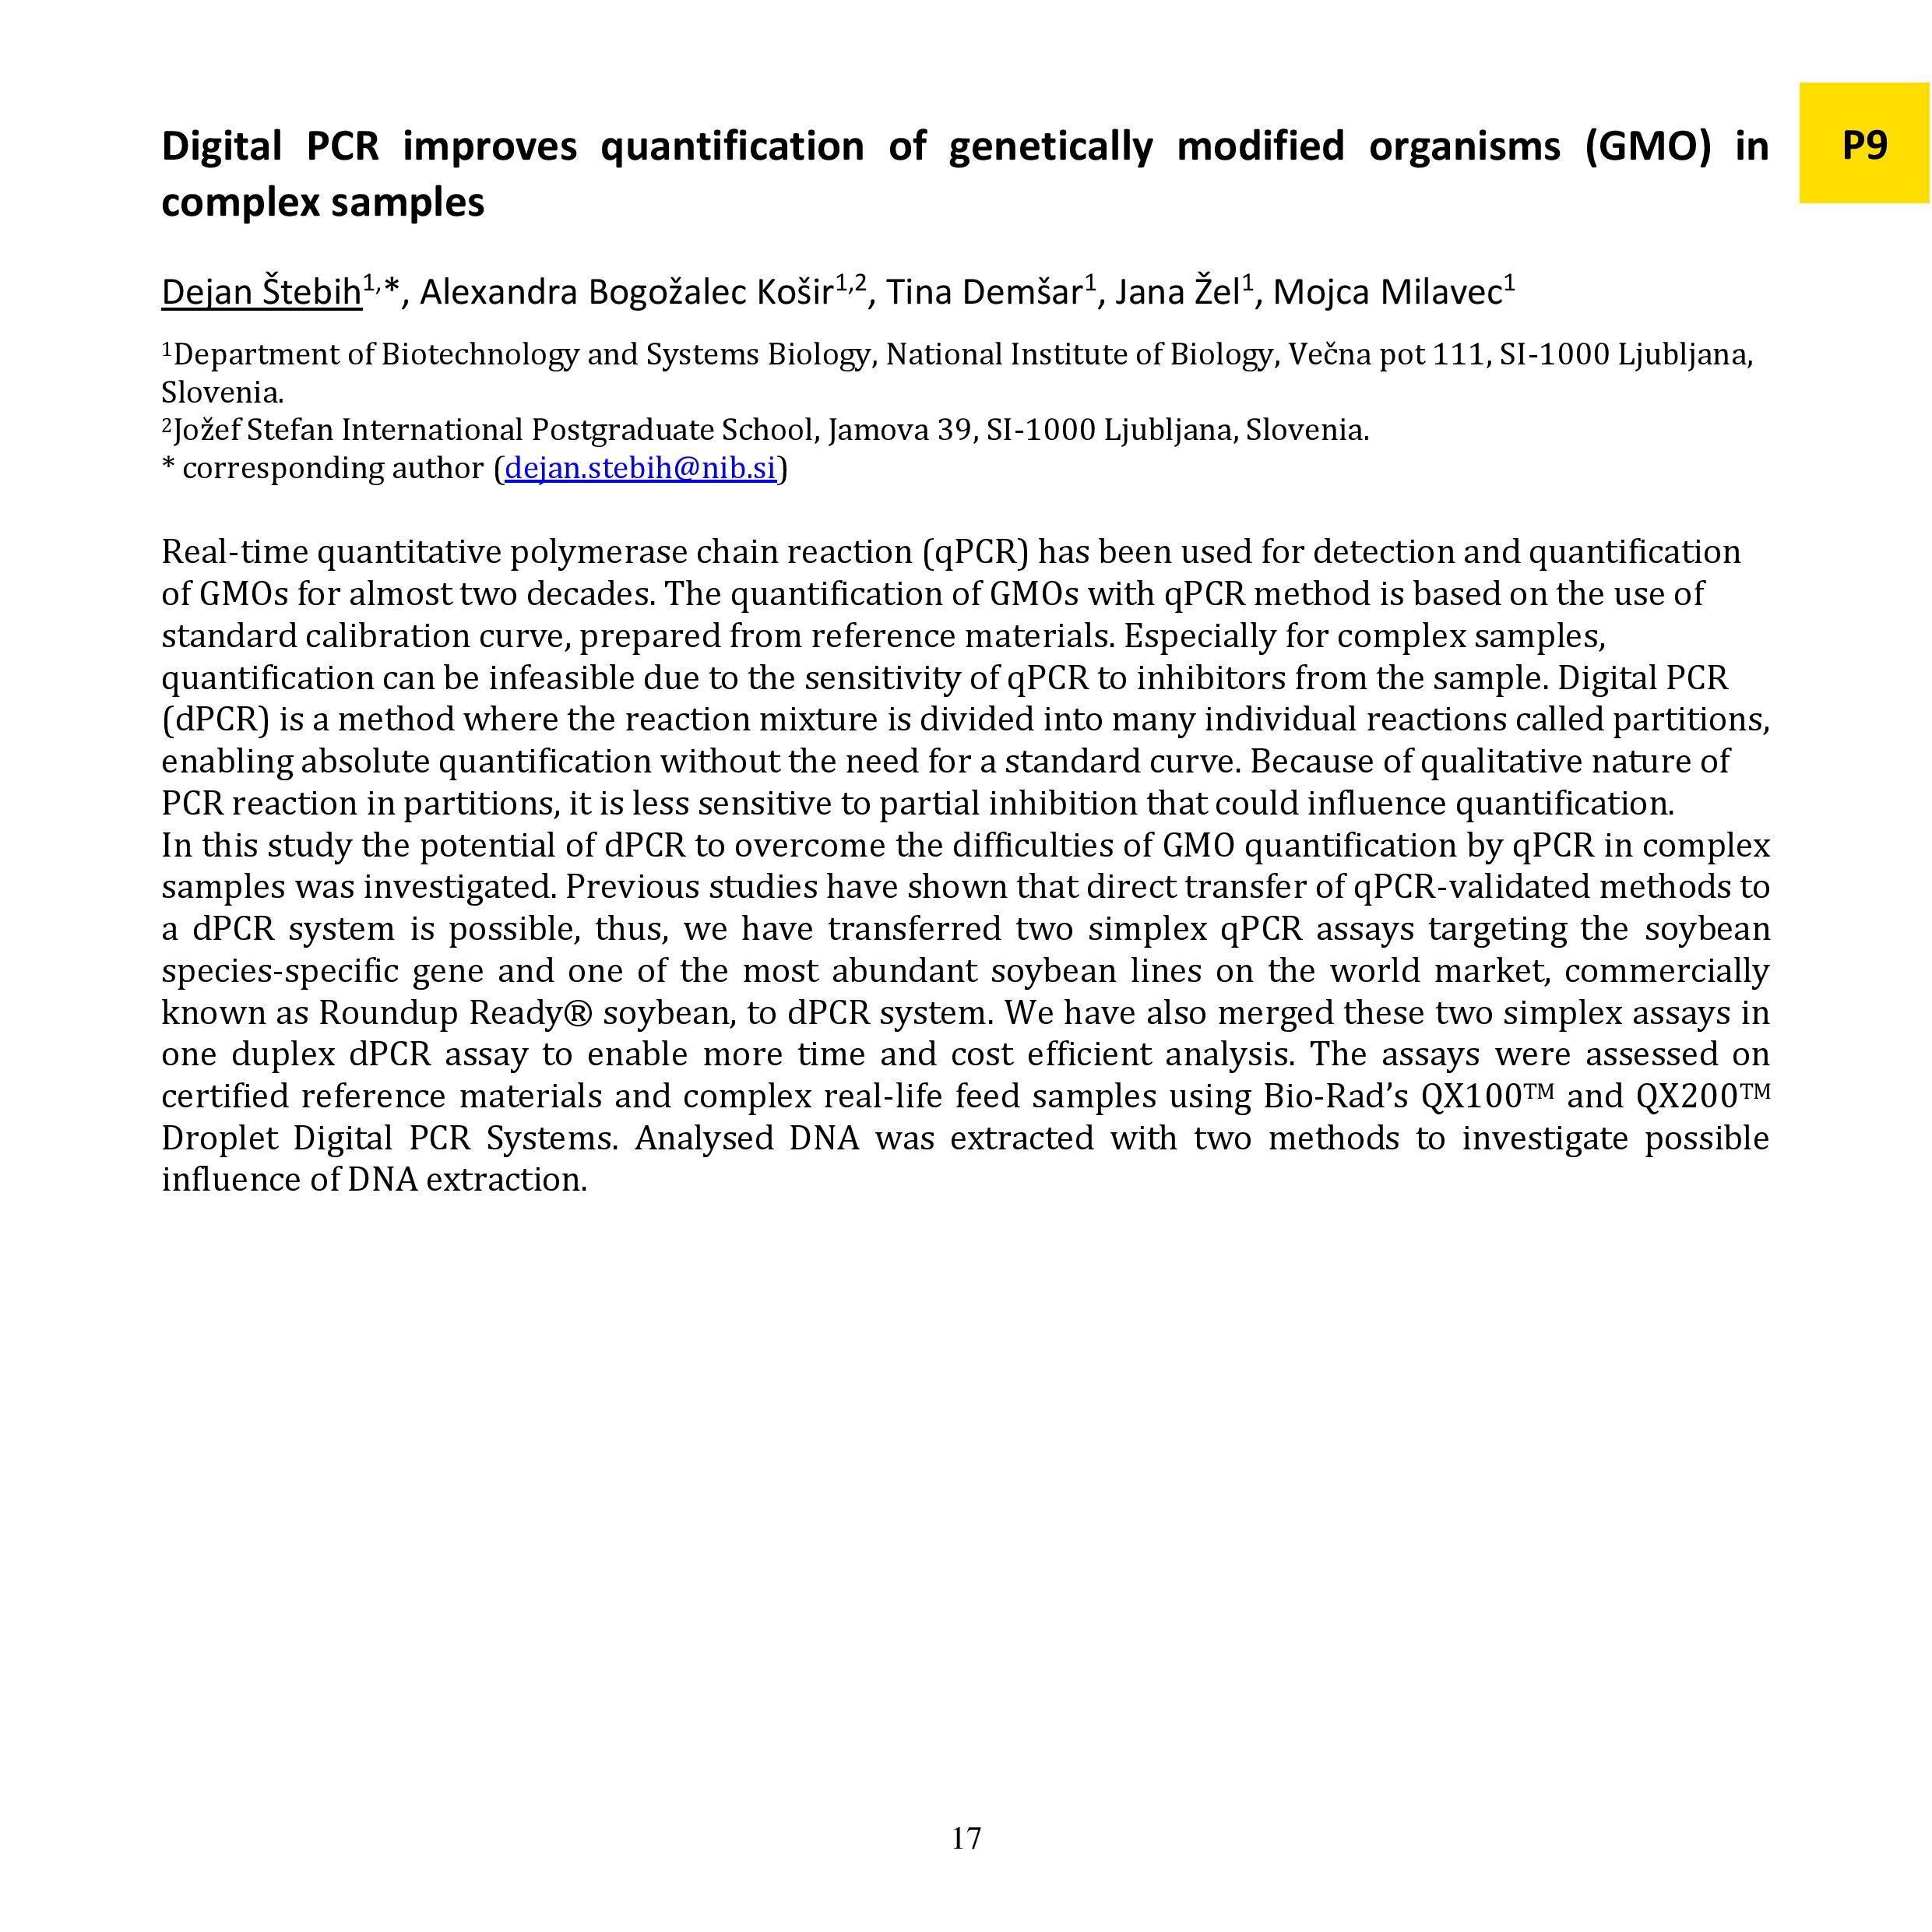 Digital PCR improves quantification of genetically modified organisms (GMO) in
complex samples
P9
Dejan Štebih1,*, Alexandra Bogožalec Košir1,2, Tina Demšar1, Jana Žel1, Mojca Milavec1
1Department of Biotechnology and Systems Biology, National Institute of Biology, Večna pot 111, SI-1000 Ljubljana,
Slovenia.
2Jožef Stefan International Postgraduate School, Jamova 39, SI-1000 Ljubljana, Slovenia.
* corresponding author (dejan.stebih@nib.si)
Real-time quantitative polymerase chain reaction (qPCR) has been used for detection and quantification
of GMOs for almost two decades. The quantification of GMOs with qPCR method is based on the use of
standard calibration curve, prepared from reference materials. Especially for complex samples,
quantification can be infeasible due to the sensitivity of qPCR to inhibitors from the sample. Digital PCR
(dPCR) is a method where the reaction mixture is divided into many individual reactions called partitions,
enabling absolute quantification without the need for a standard curve. Because of qualitative nature of
PCR reaction in partitions, it is less sensitive to partial inhibition that could influence quantification.
In this study the potential of dPCR to overcome the difficulties of GMO quantification by qPCR in complex
samples was investigated. Previous studies have shown that direct transfer of qPCR-validated methods to
a dPCR system is possible, thus, we have transferred two simplex qPCR assays targeting the soybean
species-specific gene and one of the most abundant soybean lines on the world market, commercially
known as Roundup Ready® soybean, to dPCR system. We have also merged these two simplex assays in
one duplex dPCR assay to enable more time and cost efficient analysis. The assays were assessed on
certified reference materials and complex real-life feed samples using Bio-Rad’s QX100™ and QX200™
Droplet Digital PCR Systems. Analysed DNA was extracted with two methods to investigate possible
influence of DNA extraction.
17